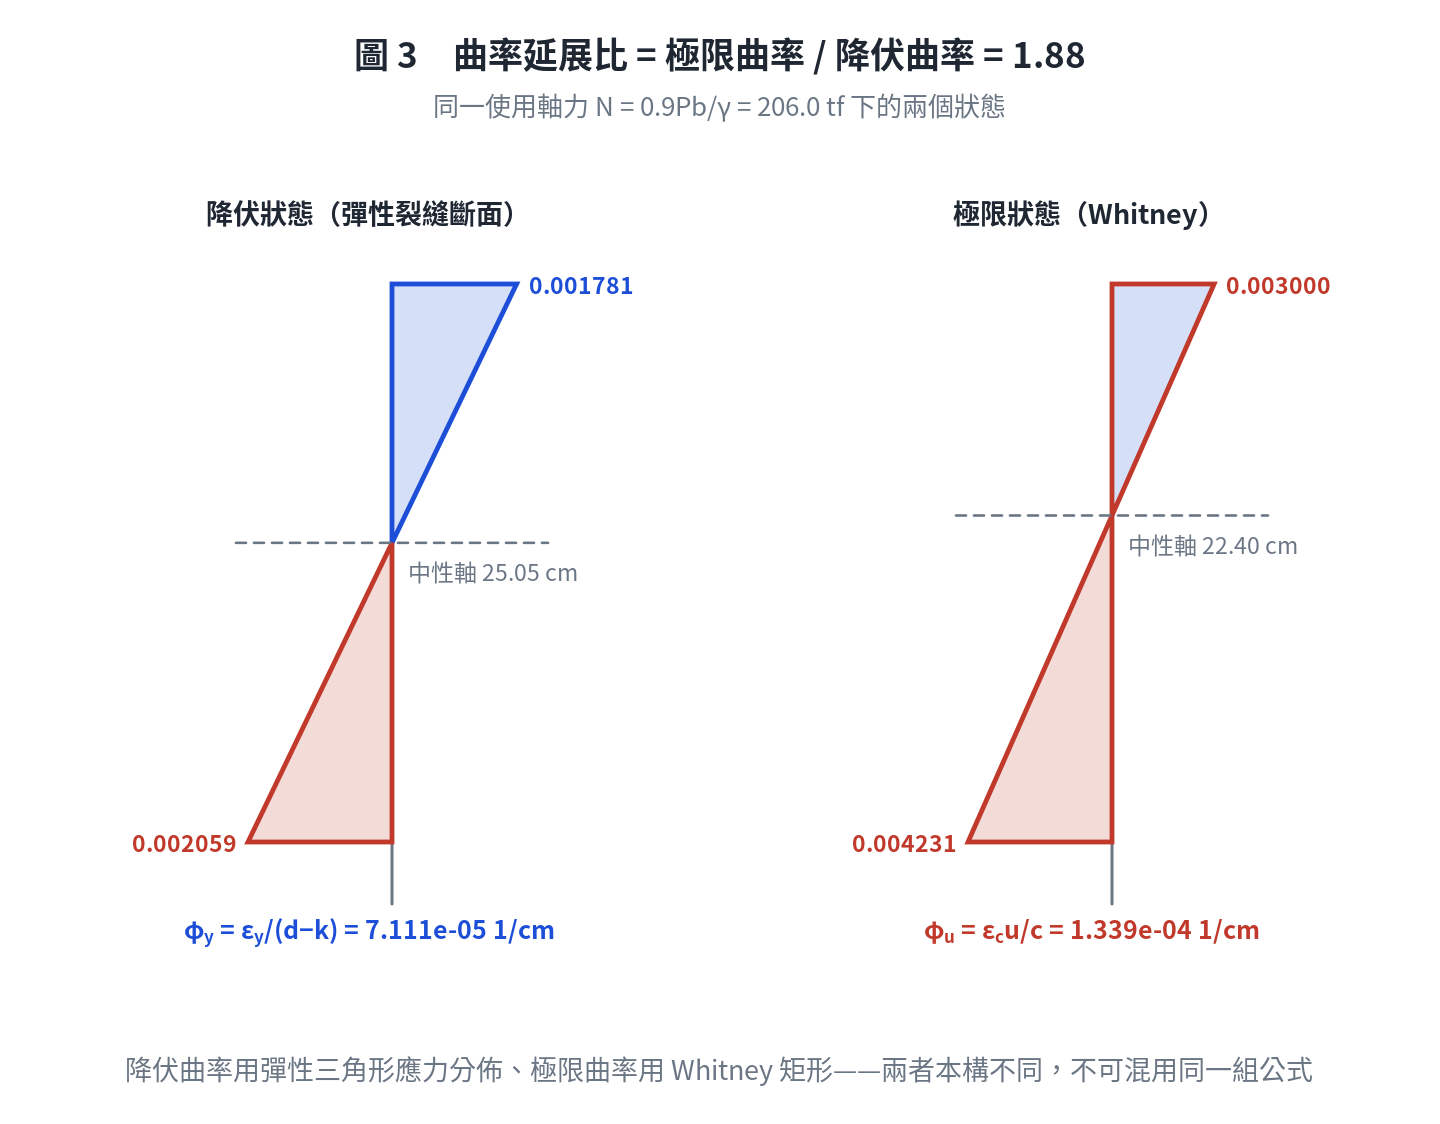 圖 3　曲率延展比 = 極限曲率 / 降伏曲率 = 1.88
同一使用軸力 N = 0.9Pb/γ = 206.0 tf 下的兩個狀態
降伏狀態（彈性裂縫斷面）
0.001781
中性軸 25.05 cm
0.002059
ϕy = εy/(d−k) = 7.111e-05 1/cm
極限狀態（Whitney）
0.003000
中性軸 22.40 cm
0.004231
ϕu = εcu/c = 1.339e-04 1/cm
降伏曲率用彈性三角形應力分佈、極限曲率用 Whitney 矩形——兩者本構不同，不可混用同一組公式